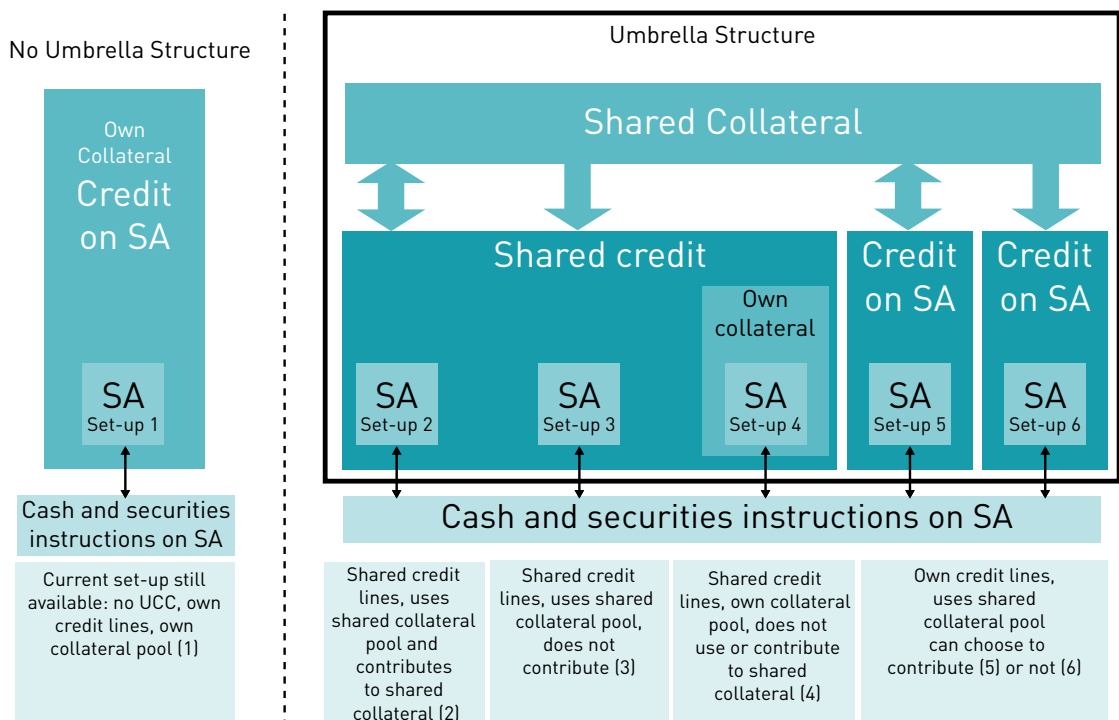 No Umbrella Structure
Own
Collateral
Credit
on SA
SA
Set-up 1
Cash and securities
instructions on SA
Current set-up still
available: no UCC, own
credit lines, own
collateral pool (1)
Umbrella Structure
Shared Collateral
Shared credit
Own
collateral
Credit
on SA
Credit
on SA
SA
Set-up 2
SA
Set-up 3
SA
Set-up 4
SA
Set-up 5
SA
Set-up 6
Cash and securities instructions on SA
Shared credit
lines, uses
shared collateral
pool and
contributes
to shared
collateral (2)
Shared credit
lines, uses shared
collateral pool,
does not
contribute (3)
Shared credit
lines, own collateral
pool, does not
use or contribute
to shared
collateral (4)
Own credit lines,
uses shared
collateral pool
can choose to
contribute (5) or not (6)